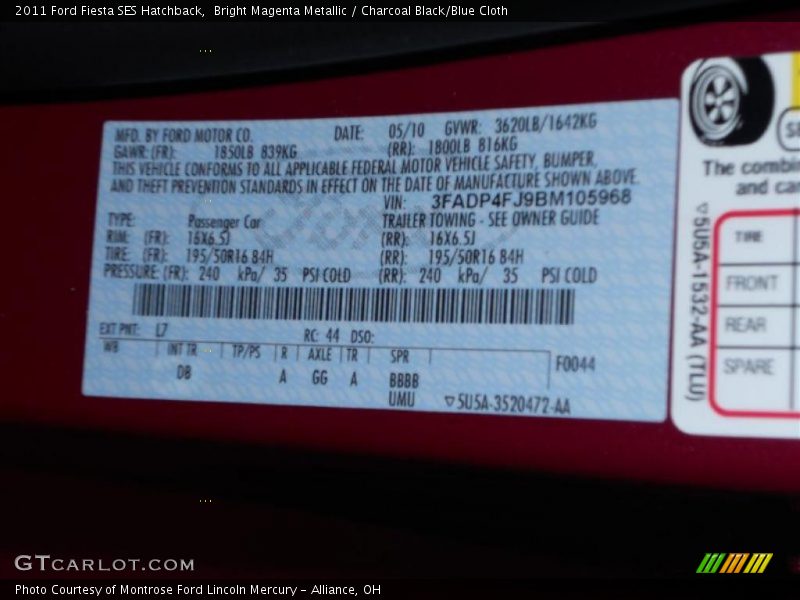 2011 Ford Fiesta SES Hatchback,  Bright Magenta Metallic / Charcoal Black/Blue Cloth
MFD. BY FORD MOTOR CO. DATE: 05/10 GVWR: 3620LB/1642KG
GAWR: (FR): 1850LB 839KG (RR): 1800LB 816KG
THIS VEHICLE CONFORMS TO ALL APPLICABLE FEDERAL MOTOR VEHICLE SAFETY, BUMPER,
AND THEFT PREVENTION STANDARDS IN EFFECT ON THE DATE OF MANUFACTURE SHOWN ABOVE.
VIN: 3FADP4FJ9BM105968
TYPE: Passenger Car TRAILER TOWING - SEE OWNER GUIDE
RIM: (FR): 16X6.5J (RR): 16X6.5J
TIRE: (FR): 195/50R16 84H (RR): 195/50R16 84H
PRESSURE: (FR): 240 kPa/ 35 PSI COLD (RR): 240 kPa/ 35 PSI COLD
EXT PNT: L7 RC: 44 DSO:
WB INT TR TP/PS R AXLE TR SPR F0044
DB A GG A BBBB
UMU ▽5U5A-3520472-AA
The combin
and car
▽5U5A-1532-AA (TLU)
TIRE
FRONT
REAR
SPARE
GTCARLOT.COM
Photo Courtesy of Montrose Ford Lincoln Mercury - Alliance, OH